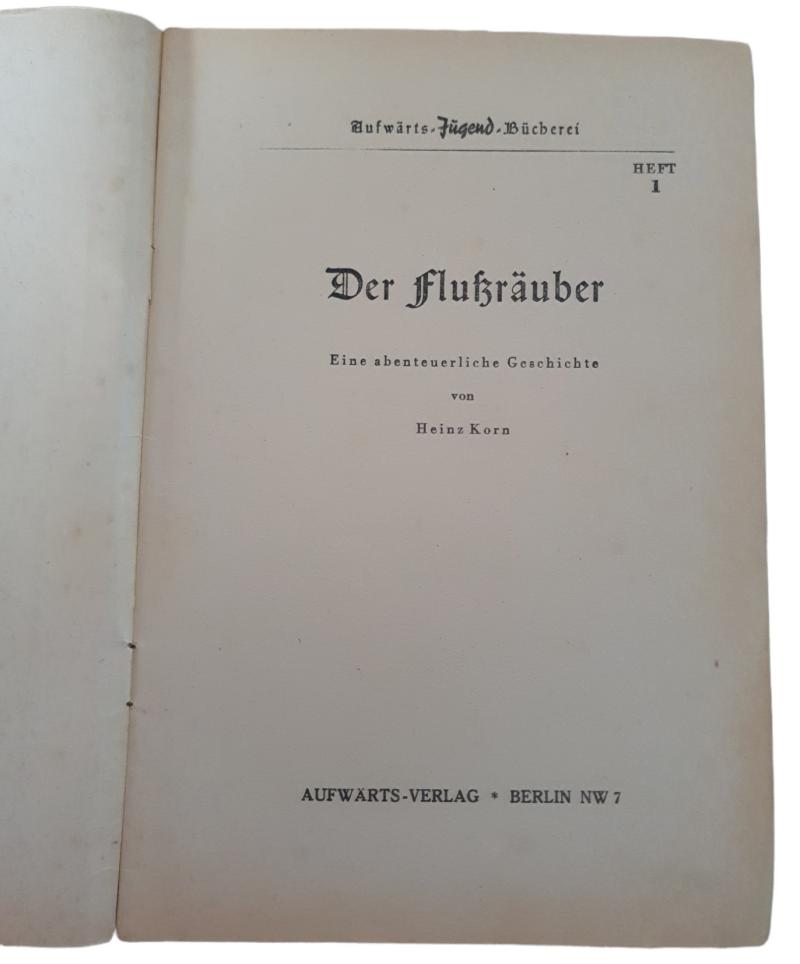 Aufwärts-Jugend-Bücherei
HEFT
1
Der Flußräuber
Eine abenteuerliche Geschichte
von
Heinz Korn
AUFWÄRTS-VERLAG * BERLIN NW 7